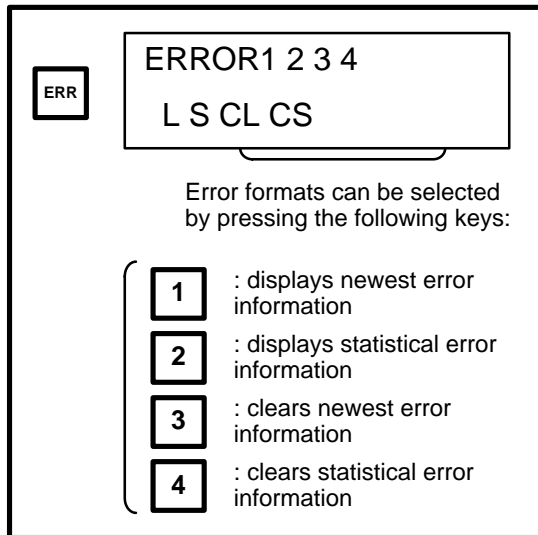 ERR
ERROR1 2 3 4
L S CL CS
Error formats can be selected
by pressing the following keys:
1 : displays newest error
information
2 : displays statistical error
information
3 : clears newest error
information
4 : clears statistical error
information